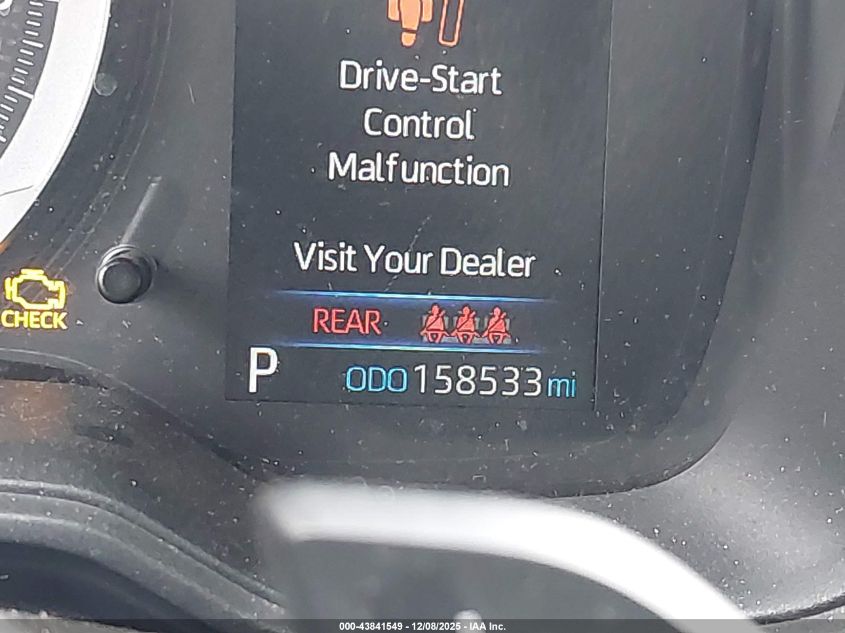 Drive-Start
Control
Malfunction
Visit Your Dealer
CHECK
REAR
P ODO 158533 mi
000-43841549 - 12/08/2025 - IAA Inc.